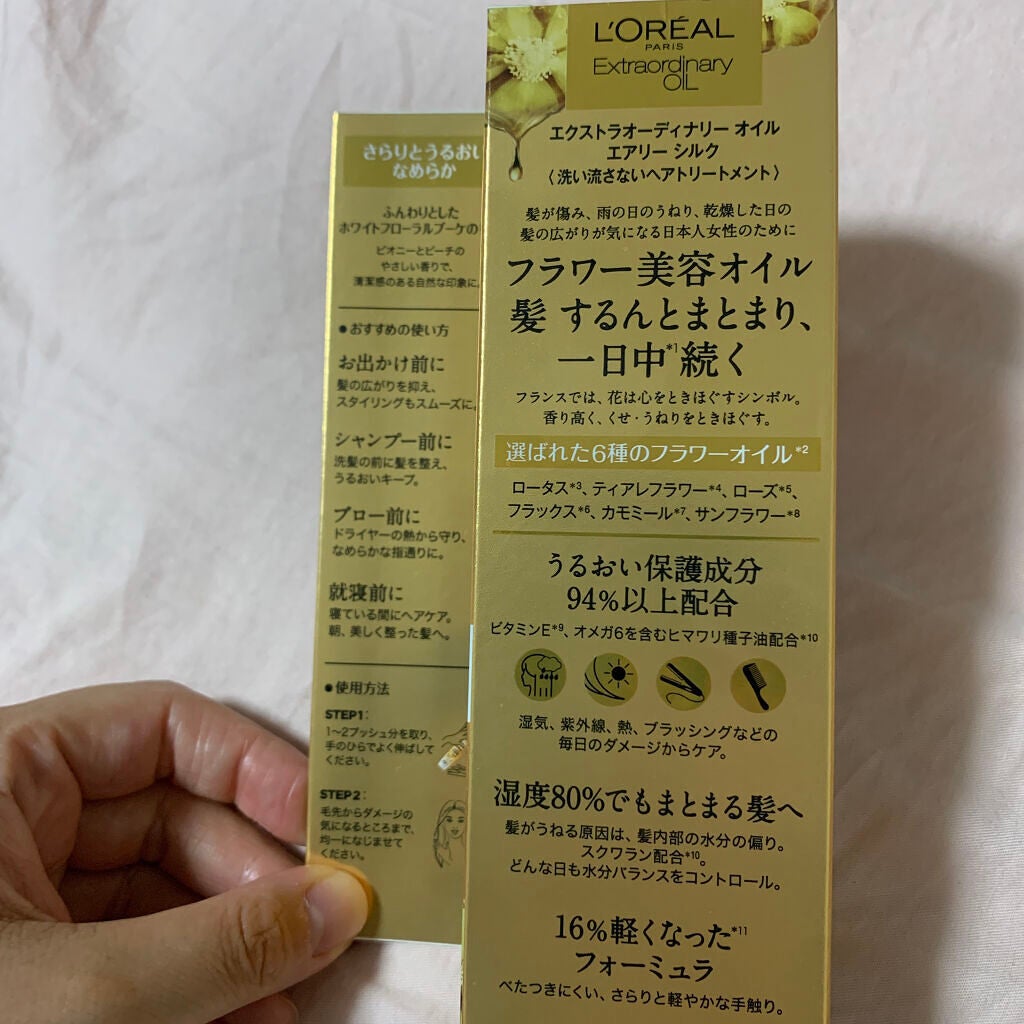 さらりとうるおい
なめらか
ふんわりとした
ホワイトフローラルブーケの
ピオニーとピーチの
やさしい香りで、
清潔感のある自然な印象に
●おすすめの使い方
お出かけ前に
髪の広がりを抑え、
スタイリングもスムーズに。
シャンプー前に
洗髪の前に髪を整え、
うるおいキープ。
ブロー前に
ドライヤーの熱から守り、
なめらかな指通りに。
就寝前に
寝ている間にヘアケア。
朝、美しく整った髪へ。
●使用方法
STEP1:
1〜2プッシュ分を取り、
手のひらでよく伸ばして
ください。
STEP2:
毛先からダメージの
気になるところまで、
均一になじませて
ください。
L'ORÉAL
PARIS
Extraordinary
OIL
エクストラオーディナリー オイル
エアリー シルク
〈洗い流さないヘアトリートメント〉
髪が傷み、雨の日のうねり、乾燥した日の
髪の広がりが気になる日本人女性のために
フラワー美容オイル
髪 するんとまとまり、
一日中*1続く
フランスでは、花は心をときほぐすシンボル。
香り高く、くせ・うねりをときほぐす。
選ばれた6種のフラワーオイル*2
ロータス*3、ティアレフラワー*4、ローズ*5、
フラックス*6、カモミール*7、サンフラワー*8
うるおい保護成分
94%以上配合
ビタミンE*9、オメガ6を含むヒマワリ種子油配合*10
湿気、紫外線、熱、ブラッシングなどの
毎日のダメージからケア。
湿度80%でもまとまる髪へ
髪がうねる原因は、髪内部の水分の偏り。
スクワラン配合*10。
どんな日も水分バランスをコントロール。
16%軽くなった*11
フォーミュラ
べたつきにくい、さらりと軽やかな手触り。